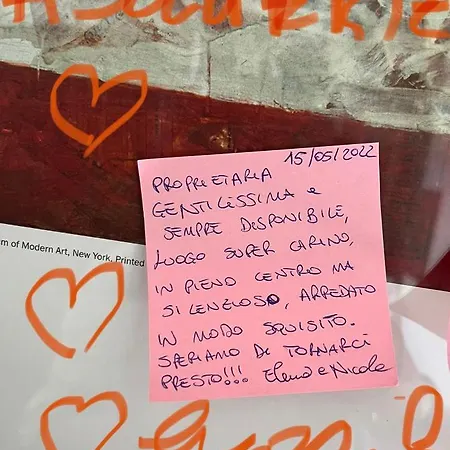 15/05/2022
PROPRIETARIA
GENTILISSIMA e
SEMPRE DISPONIBILE,
LUOGO SUPER CARINO,
IN PIENO CENTRO MA
SILENZIOSO, ARREDATO
IN MODO SQUISITO.
SPERIAMO DI TORNARCI
PRESTO!!! Elena e Nicola
m of Modern Art, New York, Printed